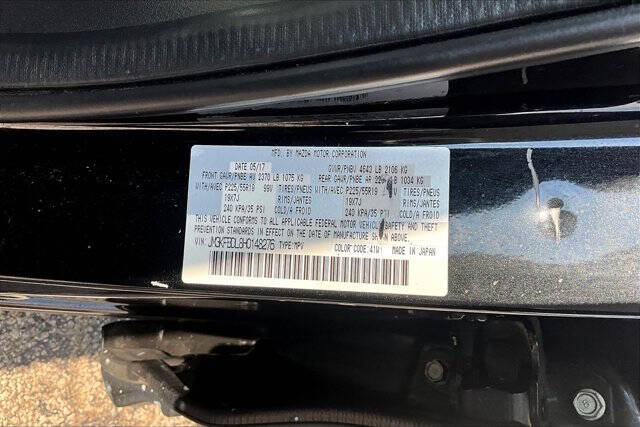 MFD. BY MAZDA MOTOR CORPORATION
DATE 05/17 GVWR/PNBV 4643 LB 2106 KG
FRONT GAWR/PNBE AV 2370 LB 1075 KG REAR GAWR/PNBE AR LB 1034 KG
WITH/AVEC P225/55R19 99V TIRES/PNEUS WITH/AVEC P225/55R19 TIRES/PNEUS
19X7J RIMS/JANTES 19X7J RIMS/JANTES
240 KPA/35 PSI COLD/A FROID 240 KPA/35 PSI COLD/A FROID
THIS VEHICLE CONFORMS TO ALL APPLICABLE FEDERAL MOTOR VEHICLE SAFETY, BUMPER AND
THEFT PREVENTION STANDARDS IN EFFECT ON THE DATE OF MANUFACTURE SHOWN ABOVE.
VIN: JM3KFBDL8H0148276 TYPE:MPV COLOR CODE:41W MADE IN JAPAN